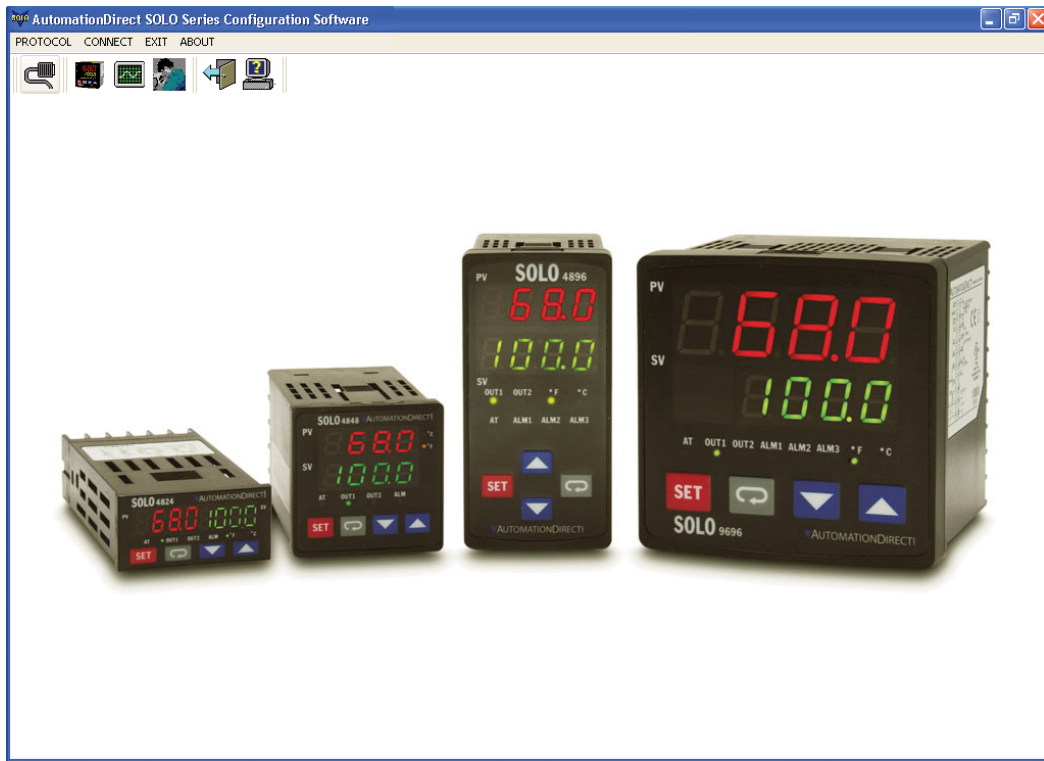 AutomationDirect SOLO Series Configuration Software
PROTOCOL CONNECT EXIT ABOUT
SOLO 4824 AUTOMATIONDIRECT
PV 68.0 1000 SV
AT OUT1 OUT2 ALM °F °C
SET
SOLO 4848 AUTOMATIONDIRECT
PV 68.0 °C
°F
SV 100.0
AT OUT1 OUT2 ALM
SET
PV SOLO 4896
68.0
100.0
SV
OUT1 OUT2 °F °C
AT ALM1 ALM2 ALM3
SET
AUTOMATIONDIRECT
PV
68.0
SV
100.0
AT OUT1 OUT2 ALM1 ALM2 ALM3 °F °C
SET
SOLO 9696 AUTOMATIONDIRECT